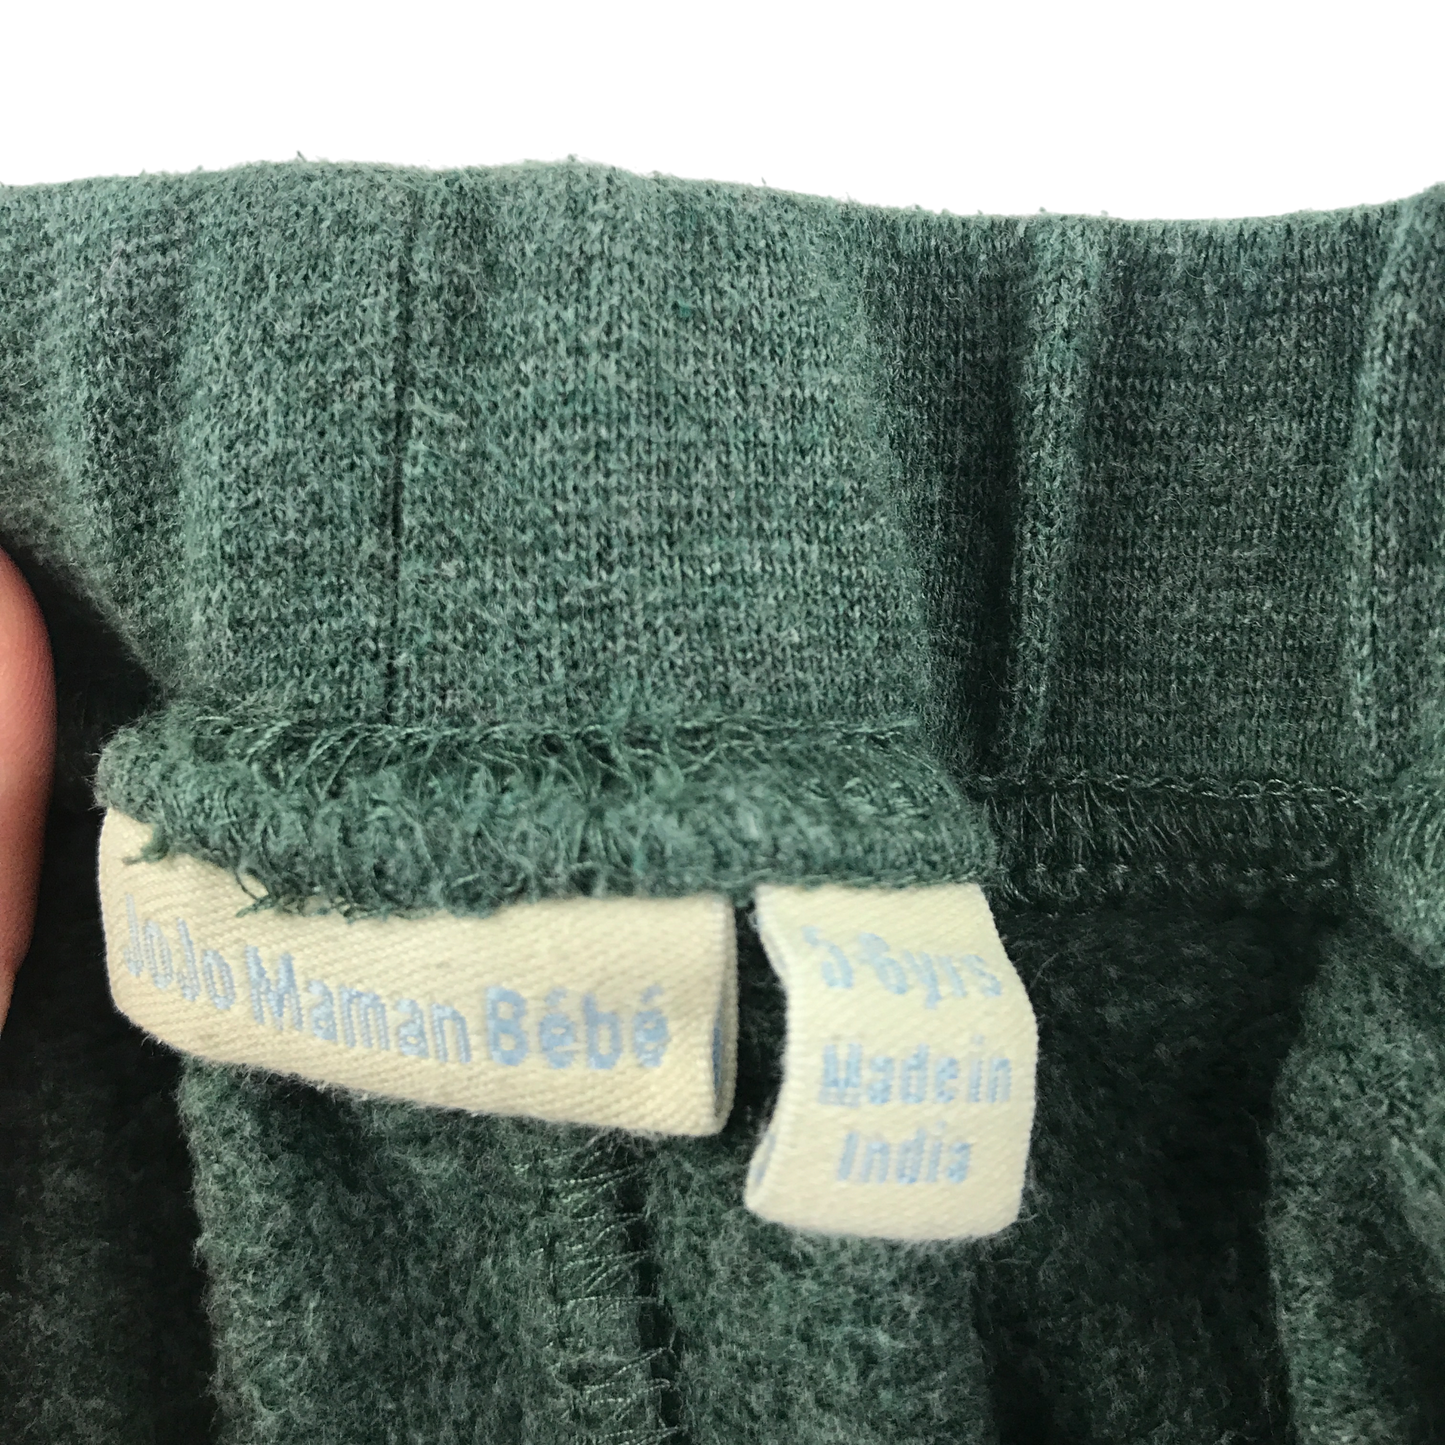 JoJo Maman Bébé
5-6yrs
Made in
India